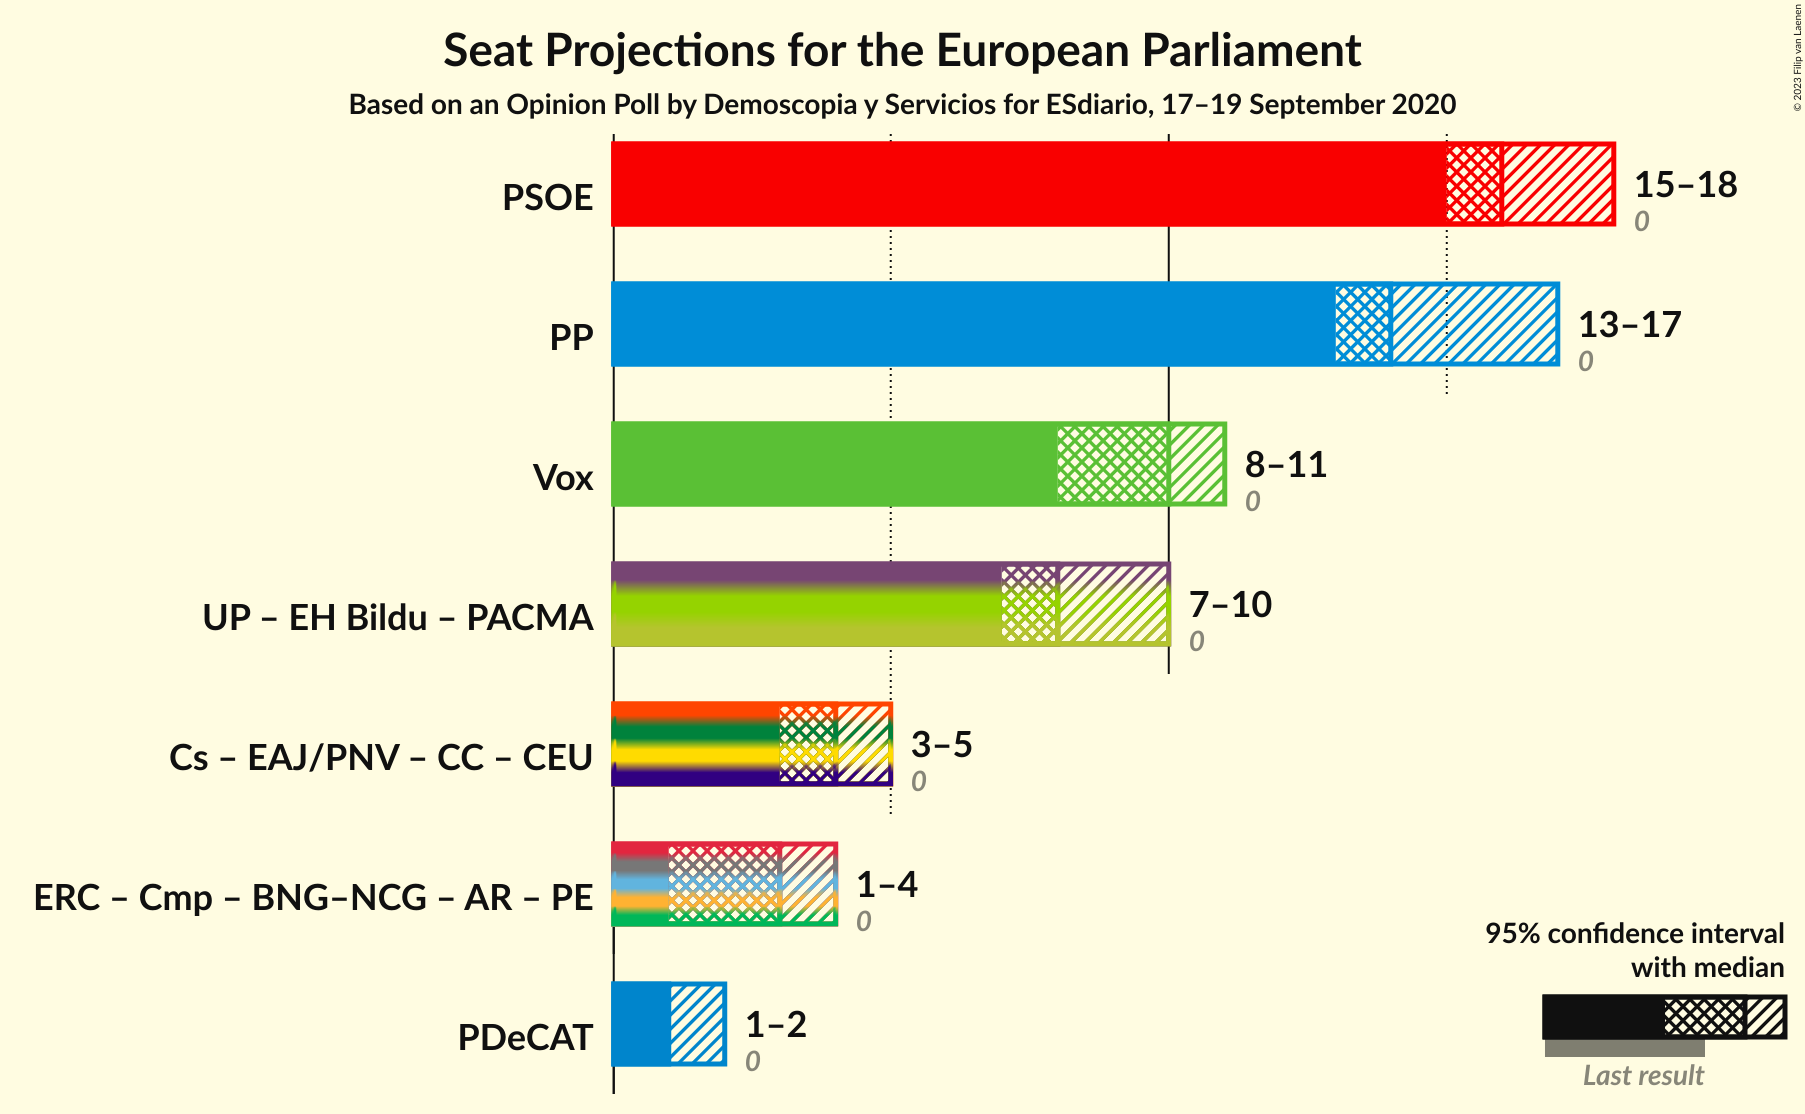 Seat Projections for the European Parliament
Based on an Opinion Poll by Demoscopia y Servicios for ESdiario, 17–19 September 2020
© 2023 Filip van Laenen
PSOE
15–18
0
PP
13–17
0
Vox
8–11
0
UP – EH Bildu – PACMA
7–10
0
Cs – EAJ/PNV – CC – CEU
3–5
0
ERC – Cmp – BNG–NCG – AR – PE
1–4
0
PDeCAT
1–2
0
95% confidence interval
with median
Last result